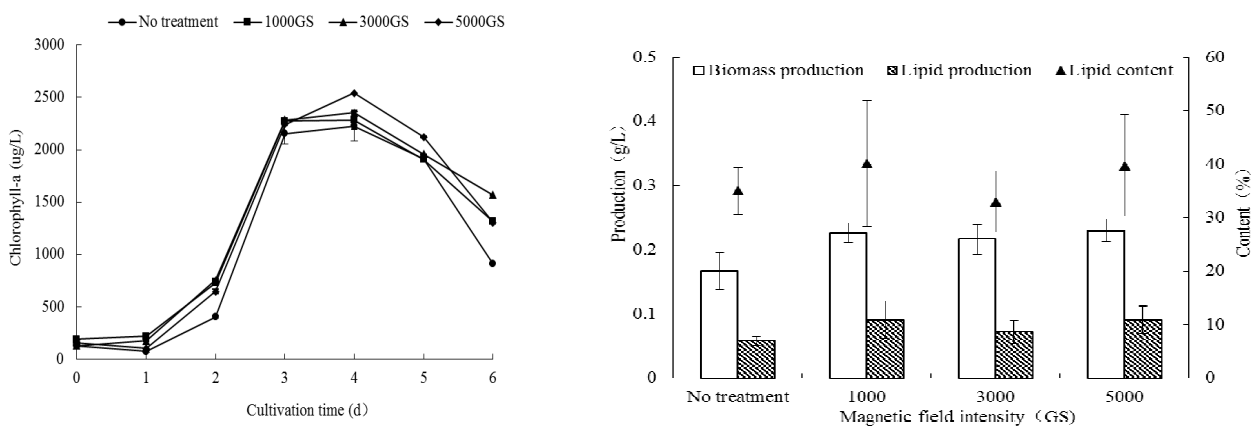 No treatment 1000GS 3000GS 5000GS
3000
2500
2000
1500
1000
500
0
0 1 2 3 4 5 6
Chlorophyll-a (ug/L)
Cultivation time (d)
Biomass production Lipid production Lipid content
0.5
0.4
0.3
0.2
0.1
0
Production (g/L)
60
50
40
30
20
10
0
Content (%)
No treatment 1000 3000 5000
Magnetic field intensity (GS)